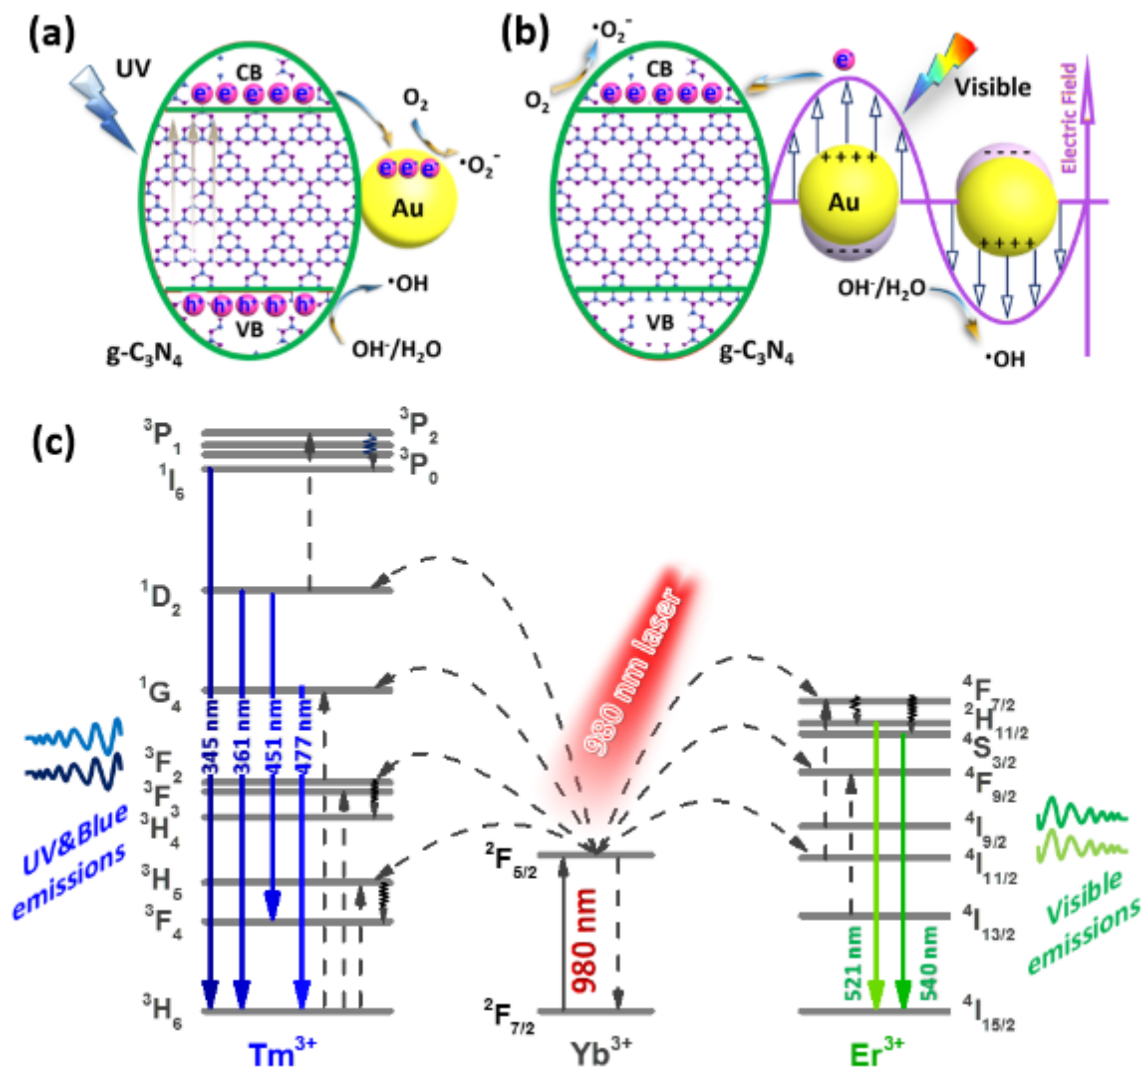 (a)
UV
CB
e⁻ e⁻ e⁻ e⁻ e⁻
O₂
•O₂⁻
e⁻ e⁻ e⁻
Au
•OH
h⁺ h⁺ h⁺ h⁺ h⁺
VB
OH⁻/H₂O
g-C₃N₄
(b)
•O₂⁻
O₂
CB
e⁻ e⁻ e⁻ e⁻ e⁻
e⁻
Visible
Electric Field
+ + + +
Au
- - - -
- - - -
+ + + +
OH⁻/H₂O
•OH
VB
g-C₃N₄
(c)
³P₁
³P₂
³P₀
¹I₆
¹D₂
¹G₄
345 nm
361 nm
451 nm
477 nm
³F₂
³F₃
³H₄
³H₅
³F₄
³H₆
UV&Blue
emissions
Tm³⁺
980 nm laser
²F₅/₂
980 nm
²F₇/₂
Yb³⁺
⁴F₇/₂
²H₁₁/₂
⁴S₃/₂
⁴F₉/₂
⁴I₉/₂
⁴I₁₁/₂
⁴I₁₃/₂
521 nm
540 nm
⁴I₁₅/₂
Visible
emissions
Er³⁺